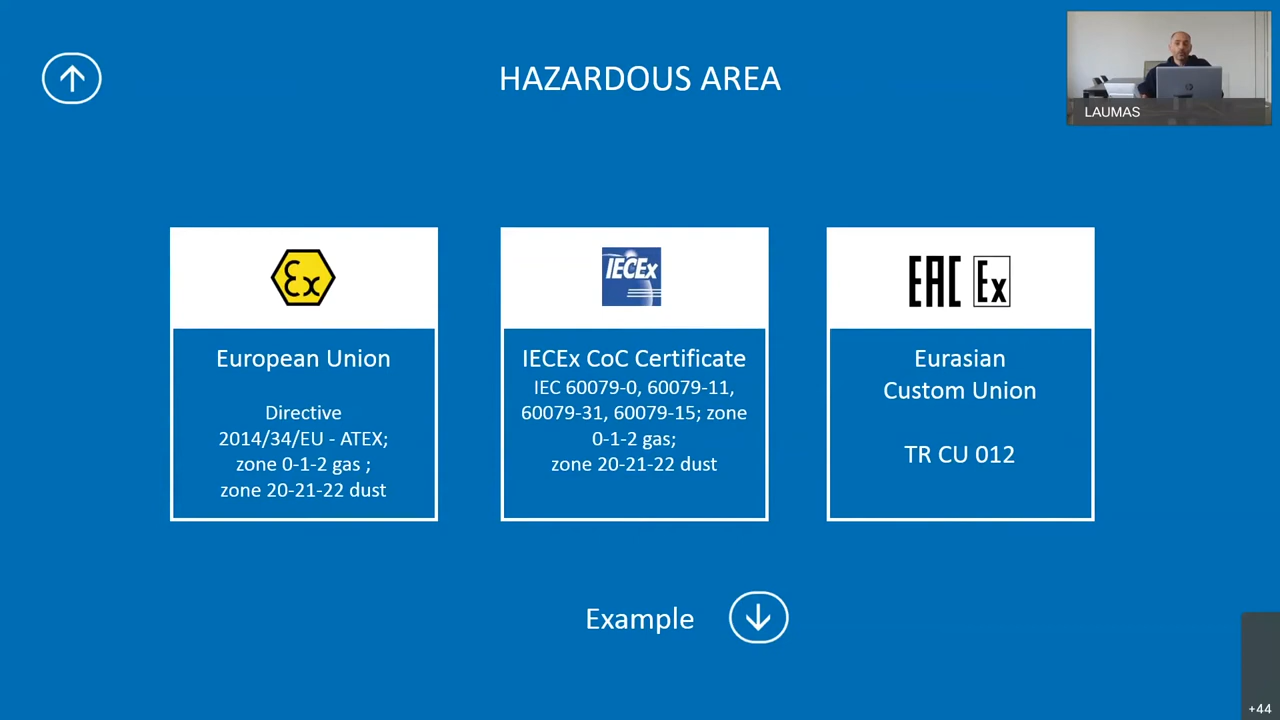 HAZARDOUS AREA
LAUMAS
Ex
European Union
Directive
2014/34/EU - ATEX;
zone 0-1-2 gas ;
zone 20-21-22 dust
IECEx
IECEx CoC Certificate
IEC 60079-0, 60079-11,
60079-31, 60079-15; zone
0-1-2 gas;
zone 20-21-22 dust
EAC Ex
Eurasian
Custom Union
TR CU 012
Example
+44